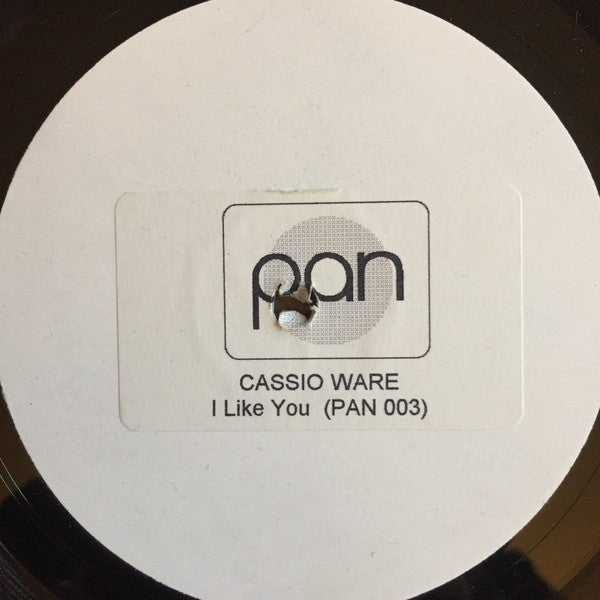 pan
CASSIO WARE
I Like You (PAN 003)